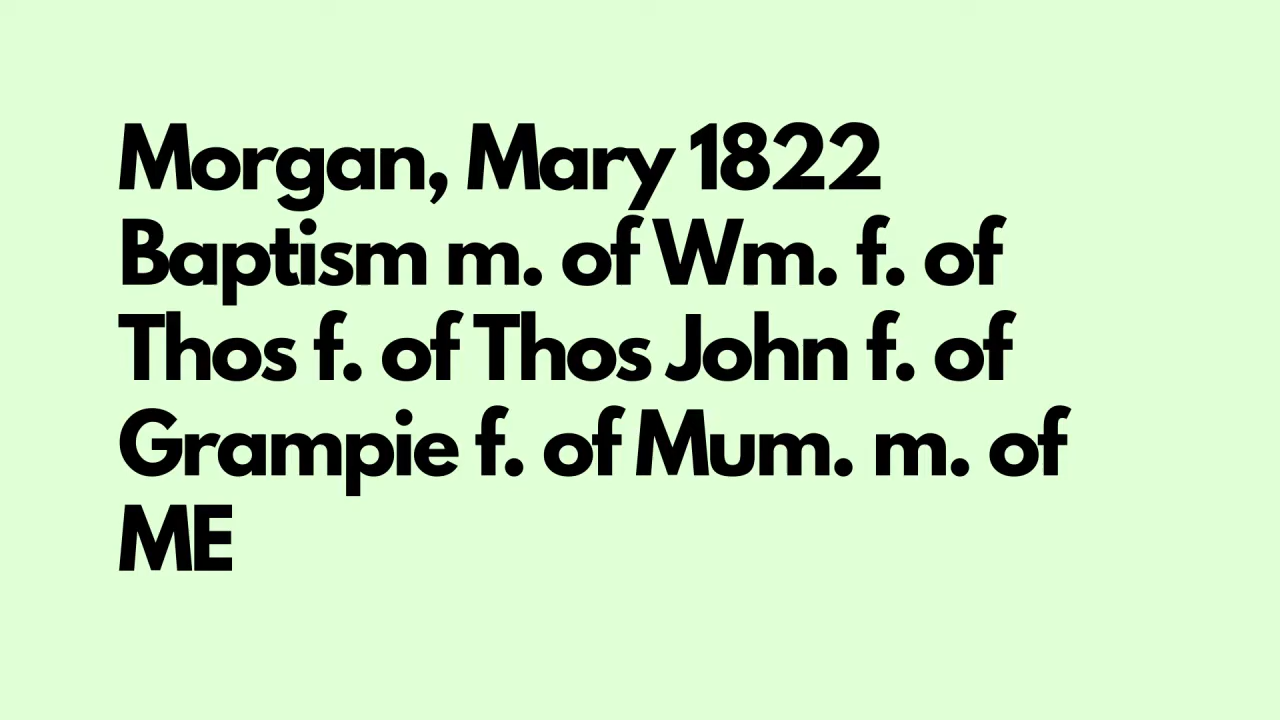 Morgan, Mary 1822
Baptism m. of Wm. f. of
Thos f. of Thos John f. of
Grampie f. of Mum. m. of
ME